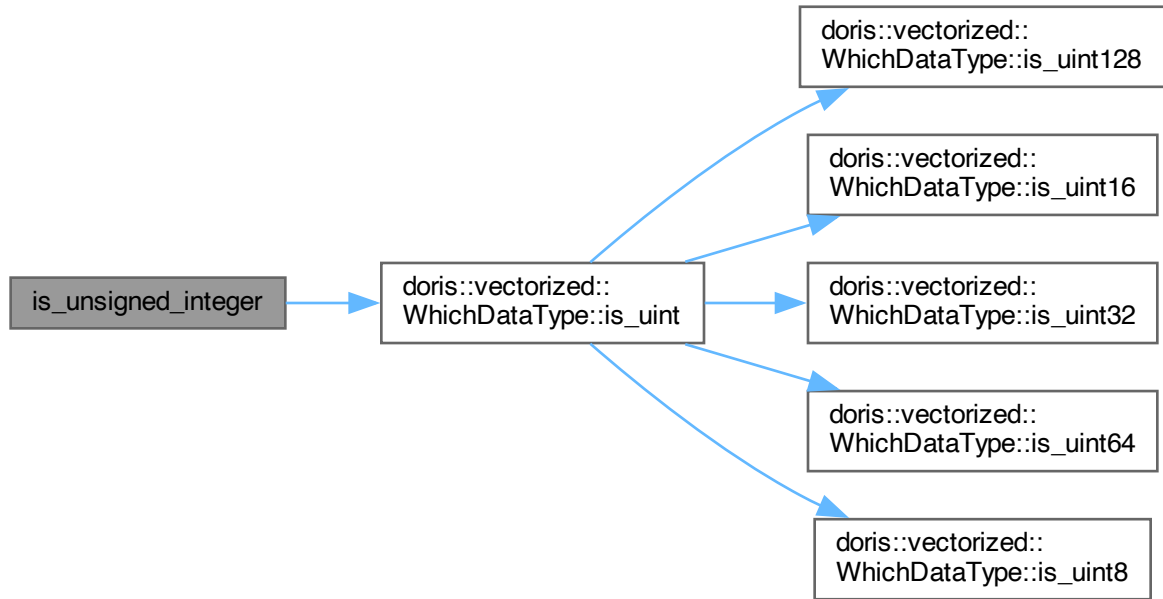 is_unsigned_integer
doris::vectorized::
WhichDataType::is_uint
doris::vectorized::
WhichDataType::is_uint128
doris::vectorized::
WhichDataType::is_uint16
doris::vectorized::
WhichDataType::is_uint32
doris::vectorized::
WhichDataType::is_uint64
doris::vectorized::
WhichDataType::is_uint8